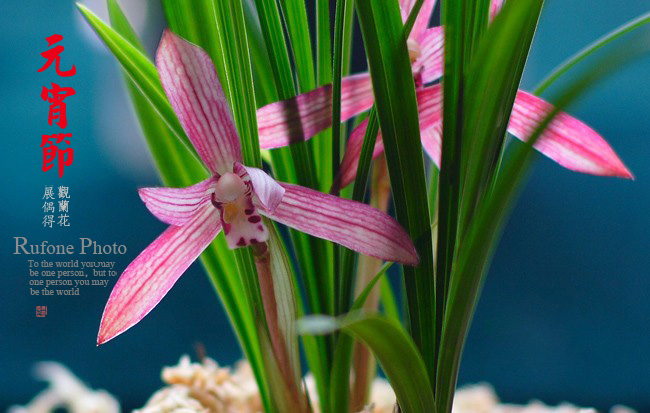 元宵節
觀蘭花
展偶得
Rufone Photo
To the world you may
be one person, but to
one person you may
be the world